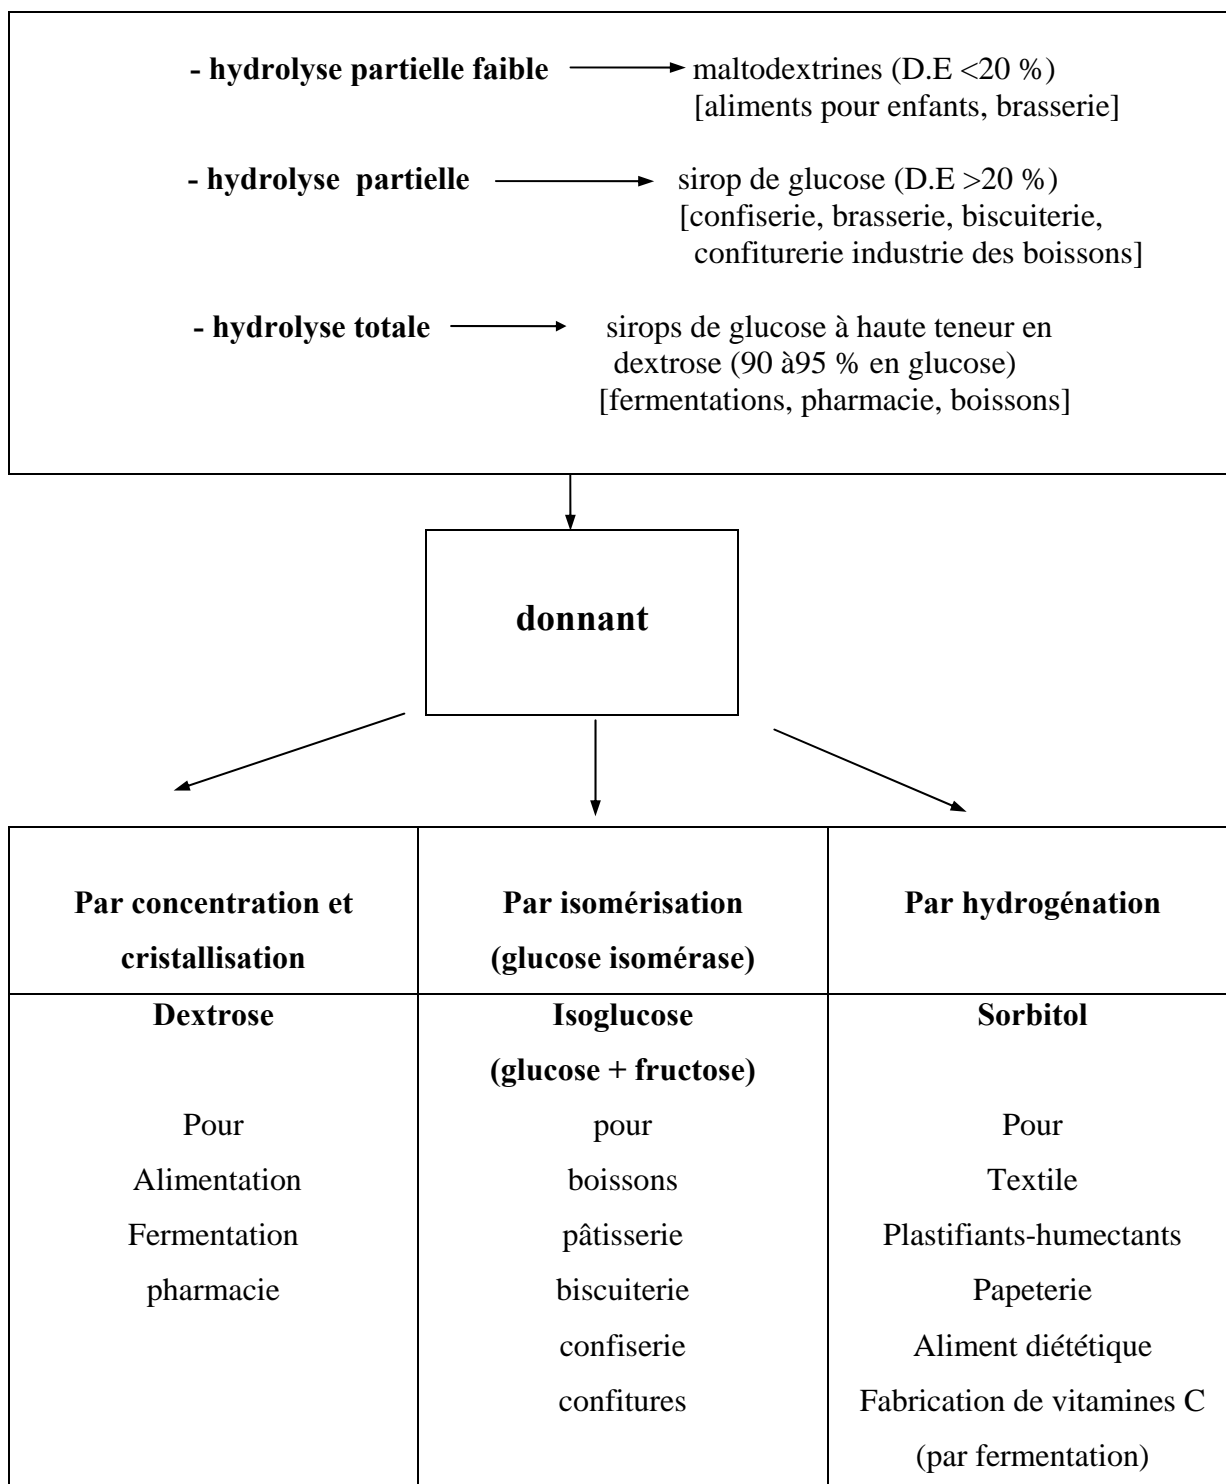 - hydrolyse partielle faible maltodextrines (D.E <20 %)
[aliments pour enfants, brasserie]
- hydrolyse partielle sirop de glucose (D.E >20 %)
[confiserie, brasserie, biscuiterie,
confiturerie industrie des boissons]
- hydrolyse totale sirops de glucose à haute teneur en
dextrose (90 à95 % en glucose)
[fermentations, pharmacie, boissons]
donnant
Par concentration et
cristallisation
Par isomérisation
(glucose isomérase)
Par hydrogénation
Dextrose
Pour
Alimentation
Fermentation
pharmacie
Isoglucose
(glucose + fructose)
pour
boissons
pâtisserie
biscuiterie
confiserie
confitures
Sorbitol
Pour
Textile
Plastifiants-humectants
Papeterie
Aliment diététique
Fabrication de vitamines C
(par fermentation)